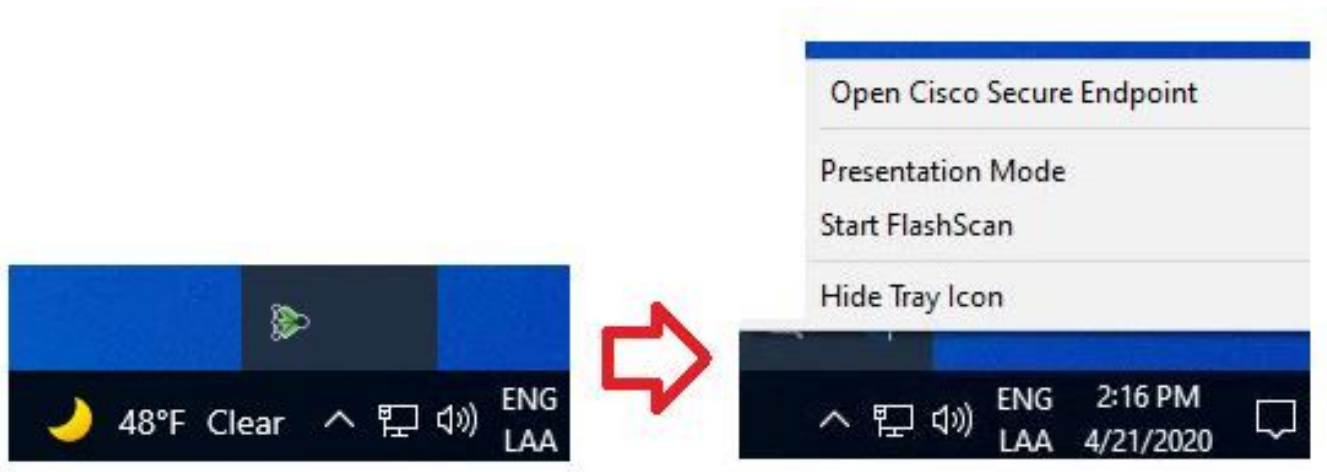 48°F Clear
ENG
LAA
Open Cisco Secure Endpoint
Presentation Mode
Start FlashScan
Hide Tray Icon
ENG
LAA
2:16 PM
4/21/2020